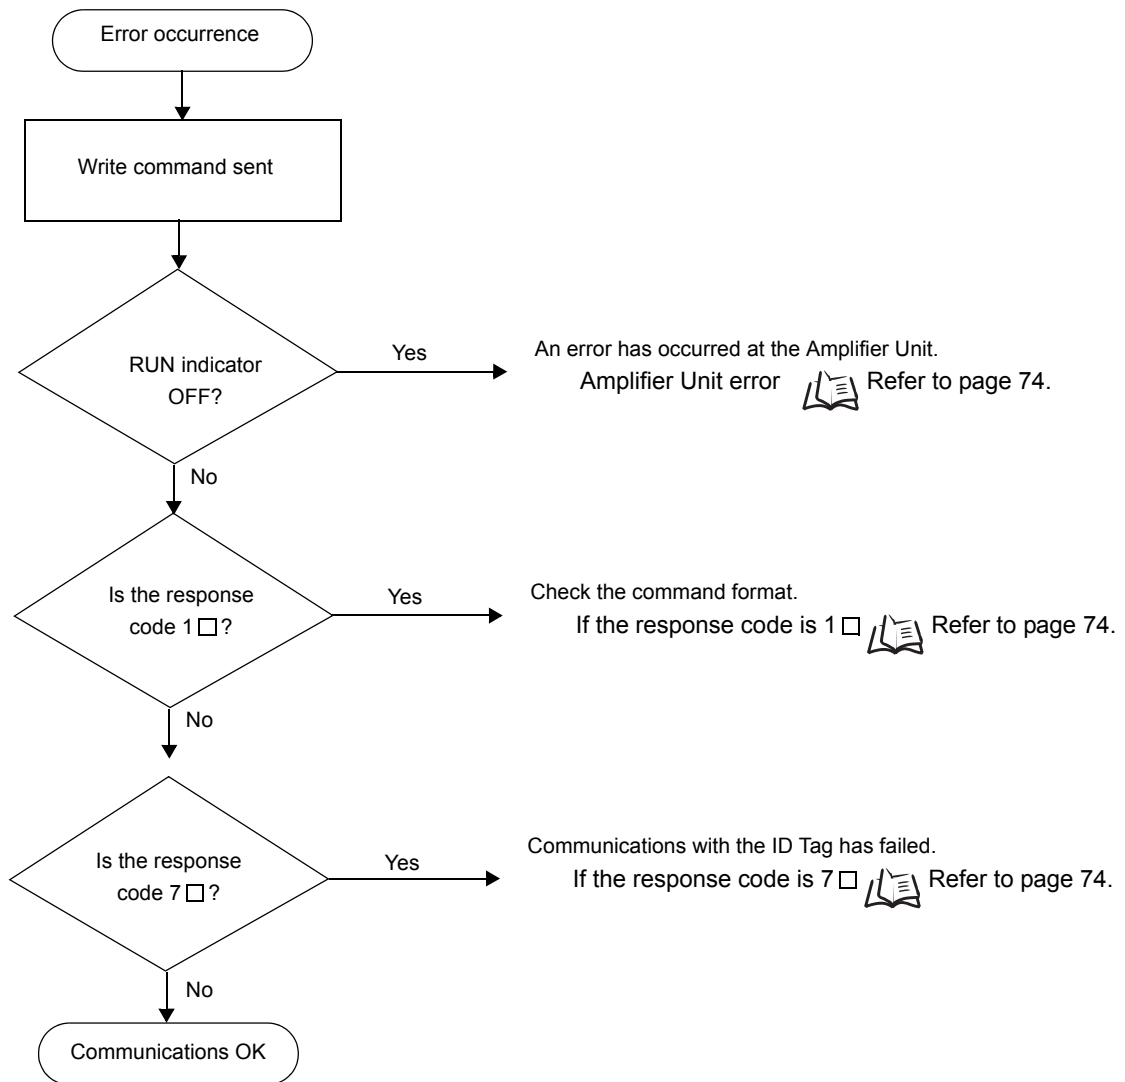 Error occurrence
Write command sent
RUN indicator
OFF?
Yes
An error has occurred at the Amplifier Unit.
Amplifier Unit error Refer to page 74.
No
Is the response
code 1□?
Yes
Check the command format.
If the response code is 1□ Refer to page 74.
No
Is the response
code 7□?
Yes
Communications with the ID Tag has failed.
If the response code is 7□ Refer to page 74.
No
Communications OK